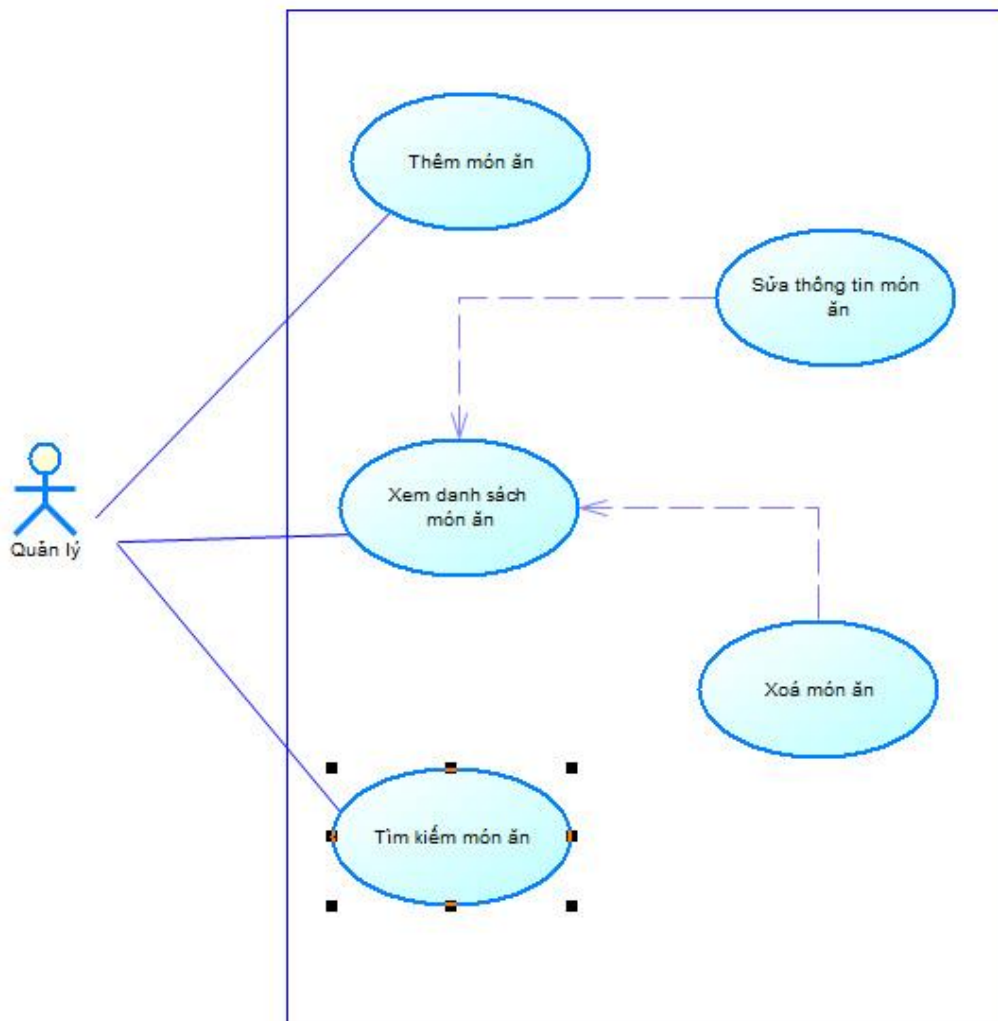 Thêm món ăn
Sửa thông tin món
ăn
Xem danh sách
món ăn
Quản lý
Xoá món ăn
Tìm kiếm món ăn